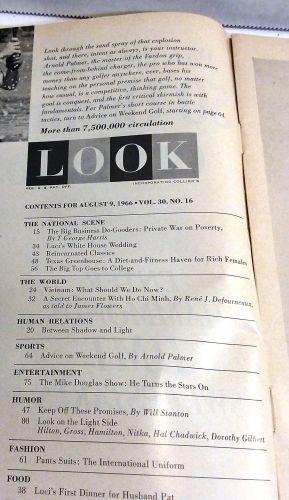 Look through the sand spray of that explosion
shot, and there, intent as always, is your instructor,
Arnold Palmer, the master of the Vardon grip,
the come-from-behind charger, the pro who has won more
money than any golfer anywhere, ever, bases his
teaching on the personal promise that golf, no matter
how casual, is a competitive, thinking game. The
goal is conquest, and the first critical skirmish is with
fundamentals. For Palmer's short course in battle
tactics, turn to Advice on Weekend Golf, starting on page 64.
More than 7,500,000 circulation
LOOK
REG. U. S. PAT. OFF. INCORPORATING COLLIER'S
CONTENTS FOR AUGUST 9, 1966 • VOL. 30, NO. 16
THE NATIONAL SCENE
15 The Big Business Do-Gooders: Private War on Poverty,
By T George Harris
34 Luci's White House Wedding
43 Reincarnated Classics
48 Texas Greenhouse: A Diet-and-Fitness Haven for Rich Females
56 The Big Top Goes to College
THE WORLD
24 Vietnam: What Should We Do Now?
32 A Secret Encounter With Ho Chi Minh, By René J. Defourneaux,
as told to James Flowers
HUMAN RELATIONS
20 Between Shadow and Light
SPORTS
64 Advice on Weekend Golf, By Arnold Palmer
ENTERTAINMENT
75 The Mike Douglas Show: He Turns the Stars On
HUMOR
47 Keep Off These Promises, By Will Stanton
80 Look on the Light Side
Hilton, Gross, Hamilton, Nitka, Hal Chadwick, Dorothy Gilbert
FASHION
61 Pants Suits: The International Uniform
FOOD
38 Luci's First Dinner for Husband Pat